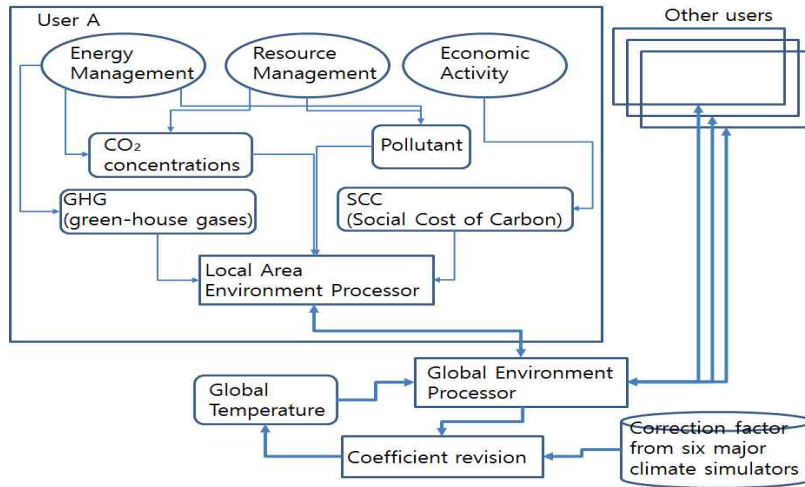 User A
Other users
Energy
Management
Resource
Management
Economic
Activity
CO₂
concentrations
Pollutant
GHG
(green-house gases)
SCC
(Social Cost of Carbon)
Local Area
Environment Processor
Global Environment
Processor
Global
Temperature
Coefficient revision
Correction factor
from six major
climate simulators